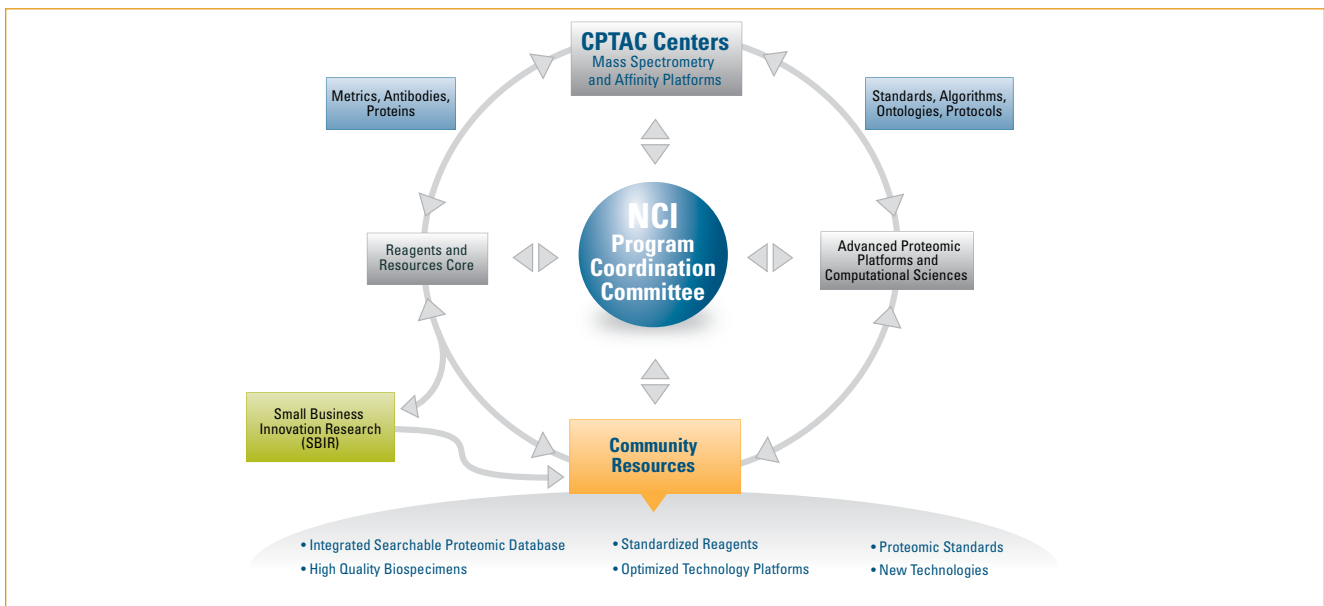 CPTAC Centers
Mass Spectrometry
and Affinity Platforms
Metrics, Antibodies,
Proteins
Standards, Algorithms,
Ontologies, Protocols
NCI
Program
Coordination
Committee
Reagents and
Resources Core
Advanced Proteomic
Platforms and
Computational Sciences
Small Business
Innovation Research
(SBIR)
Community
Resources
• Integrated Searchable Proteomic Database
• High Quality Biospecimens
• Standardized Reagents
• Optimized Technology Platforms
• Proteomic Standards
• New Technologies